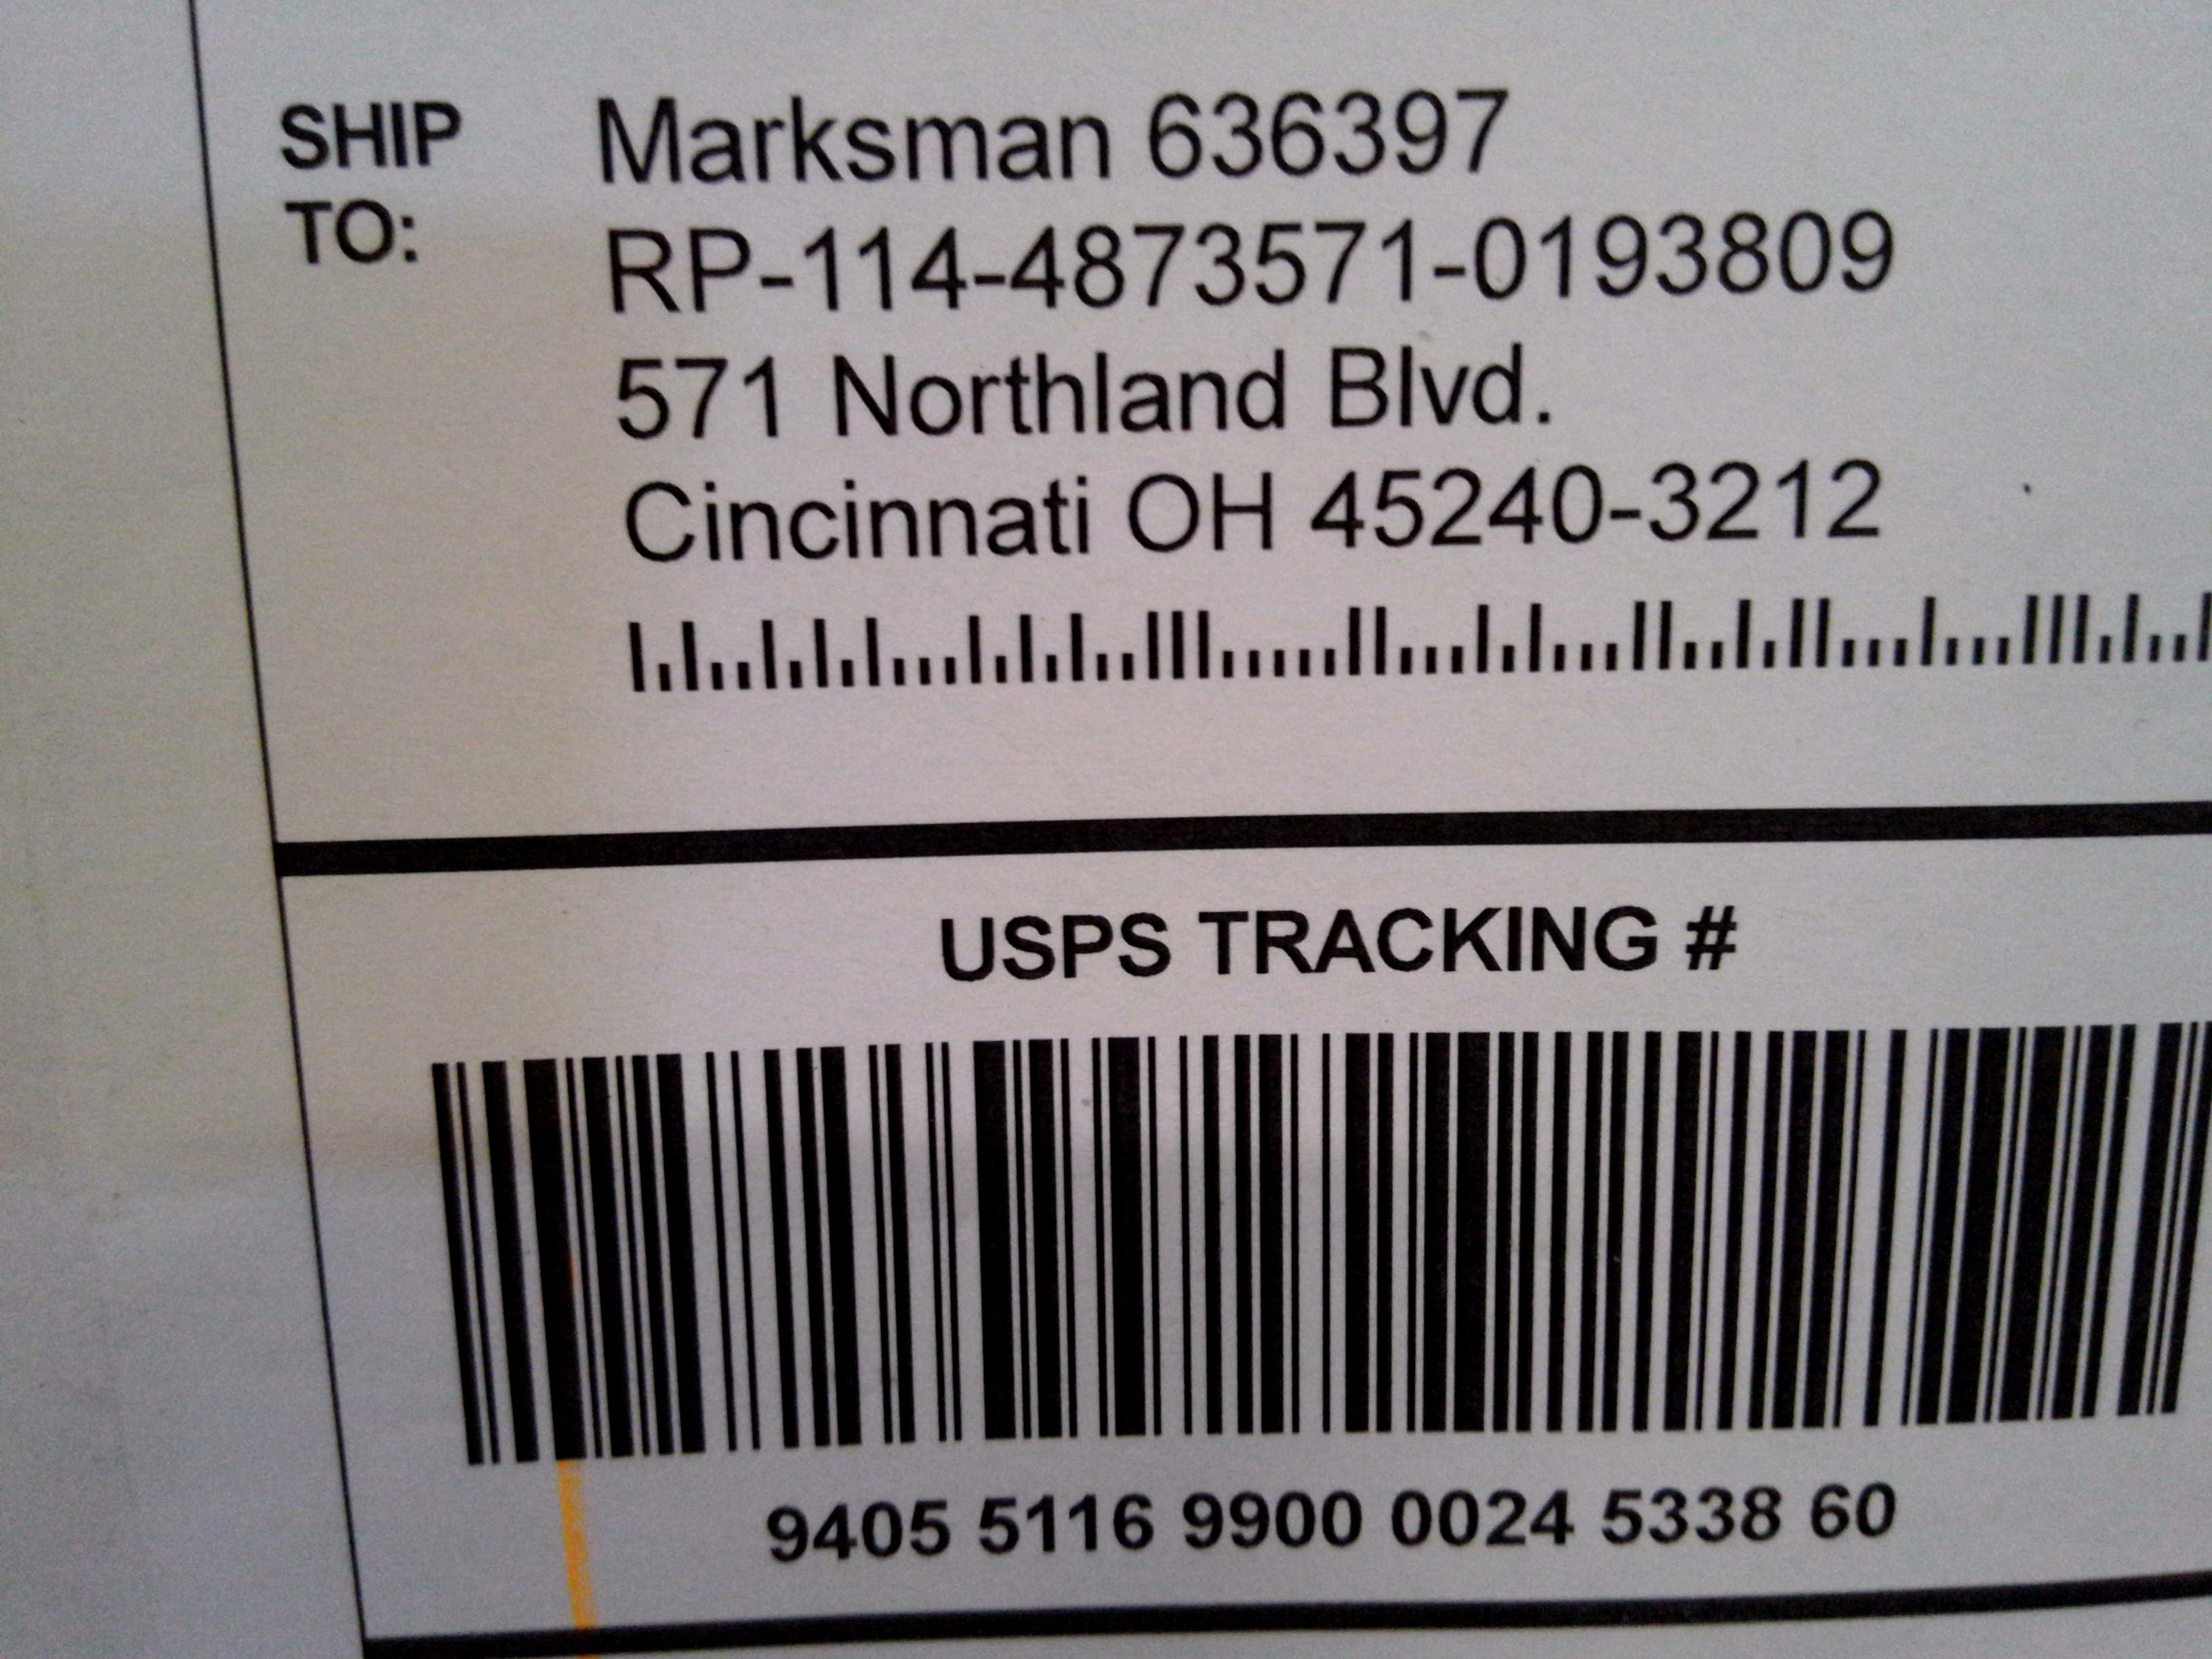 SHIP TO:
Marksman 636397
RP-114-4873571-0193809
571 Northland Blvd.
Cincinnati OH 45240-3212
USPS TRACKING #
9405 5116 9900 0024 5338 60